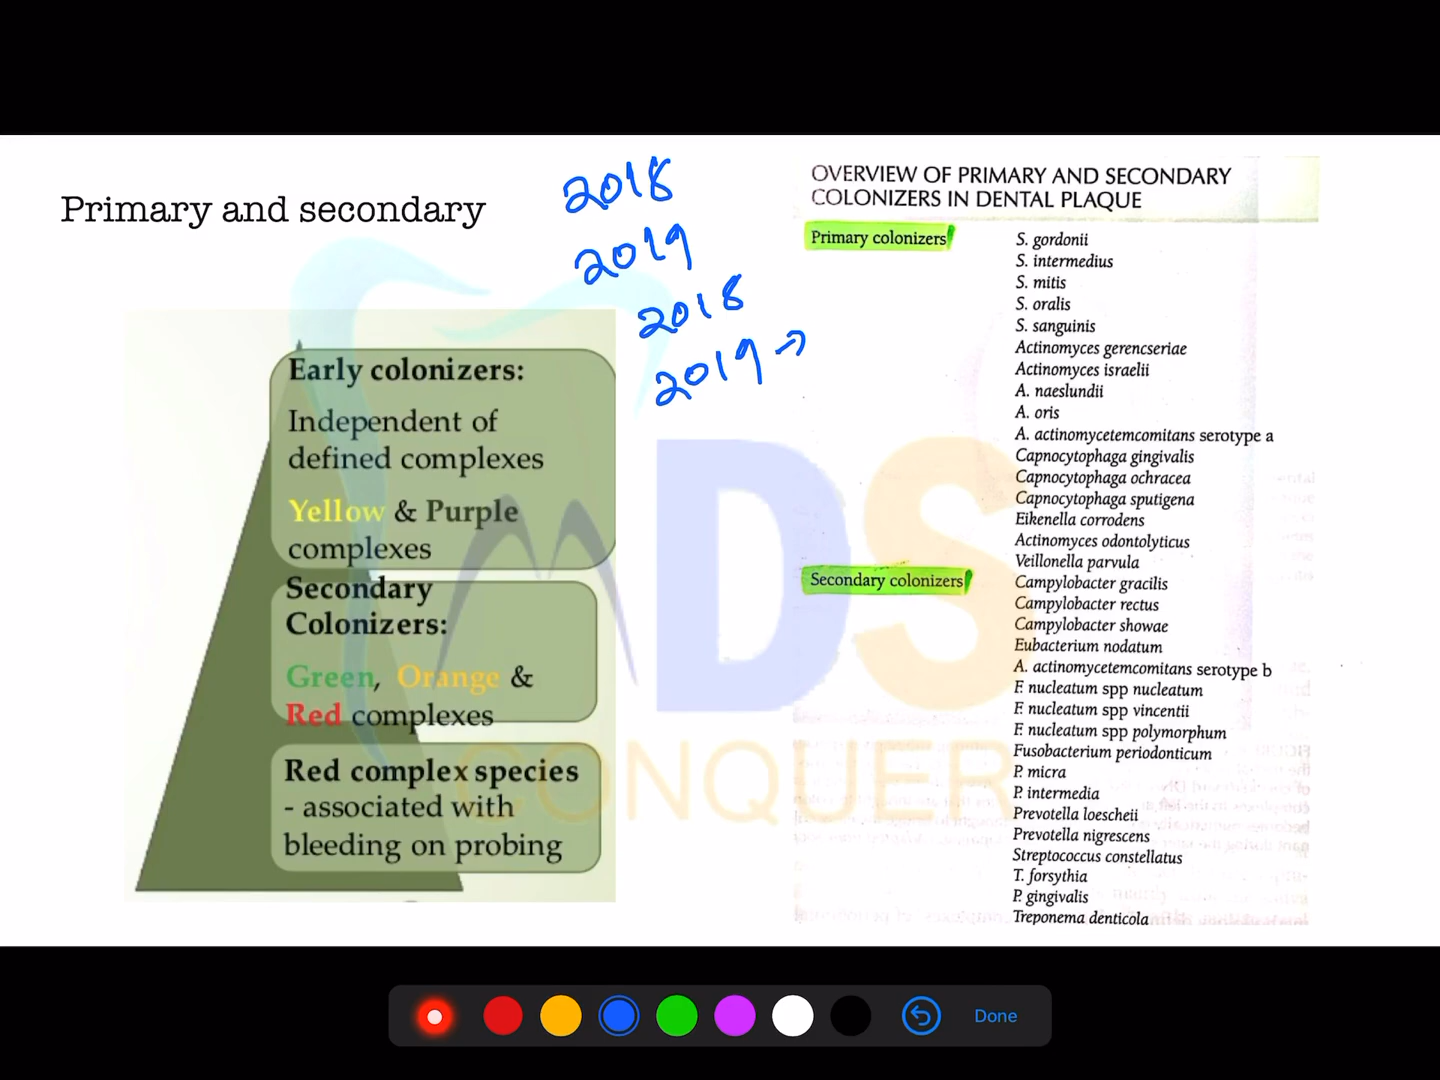 Primary and secondary
2018
2019
2018
2019 →
Early colonizers:
Independent of
defined complexes
Yellow & Purple
complexes
Secondary
Colonizers:
Green, Orange &
Red complexes
Red complex species
- associated with
bleeding on probing
OVERVIEW OF PRIMARY AND SECONDARY
COLONIZERS IN DENTAL PLAQUE
Primary colonizers
S. gordonii
S. intermedius
S. mitis
S. oralis
S. sanguinis
Actinomyces gerencseriae
Actinomyces israelii
A. naeslundii
A. oris
A. actinomycetemcomitans serotype a
Capnocytophaga gingivalis
Capnocytophaga ochracea
Capnocytophaga sputigena
Eikenella corrodens
Actinomyces odontolyticus
Veillonella parvula
Secondary colonizers
Campylobacter gracilis
Campylobacter rectus
Campylobacter showae
Eubacterium nodatum
A. actinomycetemcomitans serotype b
F. nucleatum spp nucleatum
F. nucleatum spp vincentii
F. nucleatum spp polymorphum
Fusobacterium periodonticum
P. micra
P. intermedia
Prevotella loescheii
Prevotella nigrescens
Streptococcus constellatus
T. forsythia
P. gingivalis
Treponema denticola
MDS
CONQUER
Done